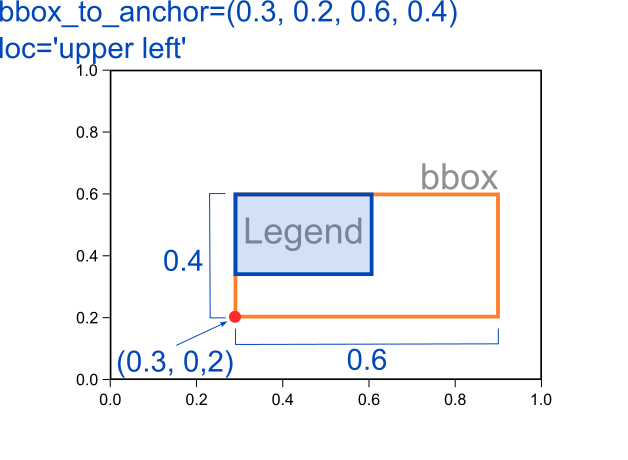 bbox_to_anchor=(0.3, 0.2, 0.6, 0.4)
loc='upper left'
1.0
0.8
bbox
0.6
Legend
0.4
0.4
0.2
(0.3, 0,2)
0.6
0.0
0.0 0.2 0.4 0.6 0.8 1.0